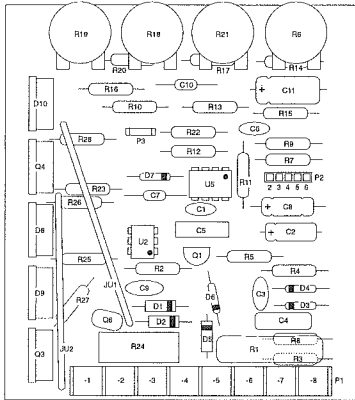 R19 R18 R21 R6
R20 R17 R14
R16 C10 + C11
D10 R10 R13 R15
P3 R22 C6
R28 R9
Q4 R12 R7
D7 U5 R11 P2
R23 C7 2 3 4 5 6
R26 C1 + C8
D8 U2 C5 + C2
Q1 R5
R25 R2 R4
JU1 C9 D6 C3 D4
D9 R27 D1 D3
Q6 D2 C4
Q3 JU2 R24 D5 R1 R8
R3
-1 -2 -3 -4 -5 -6 -7 -8 P1